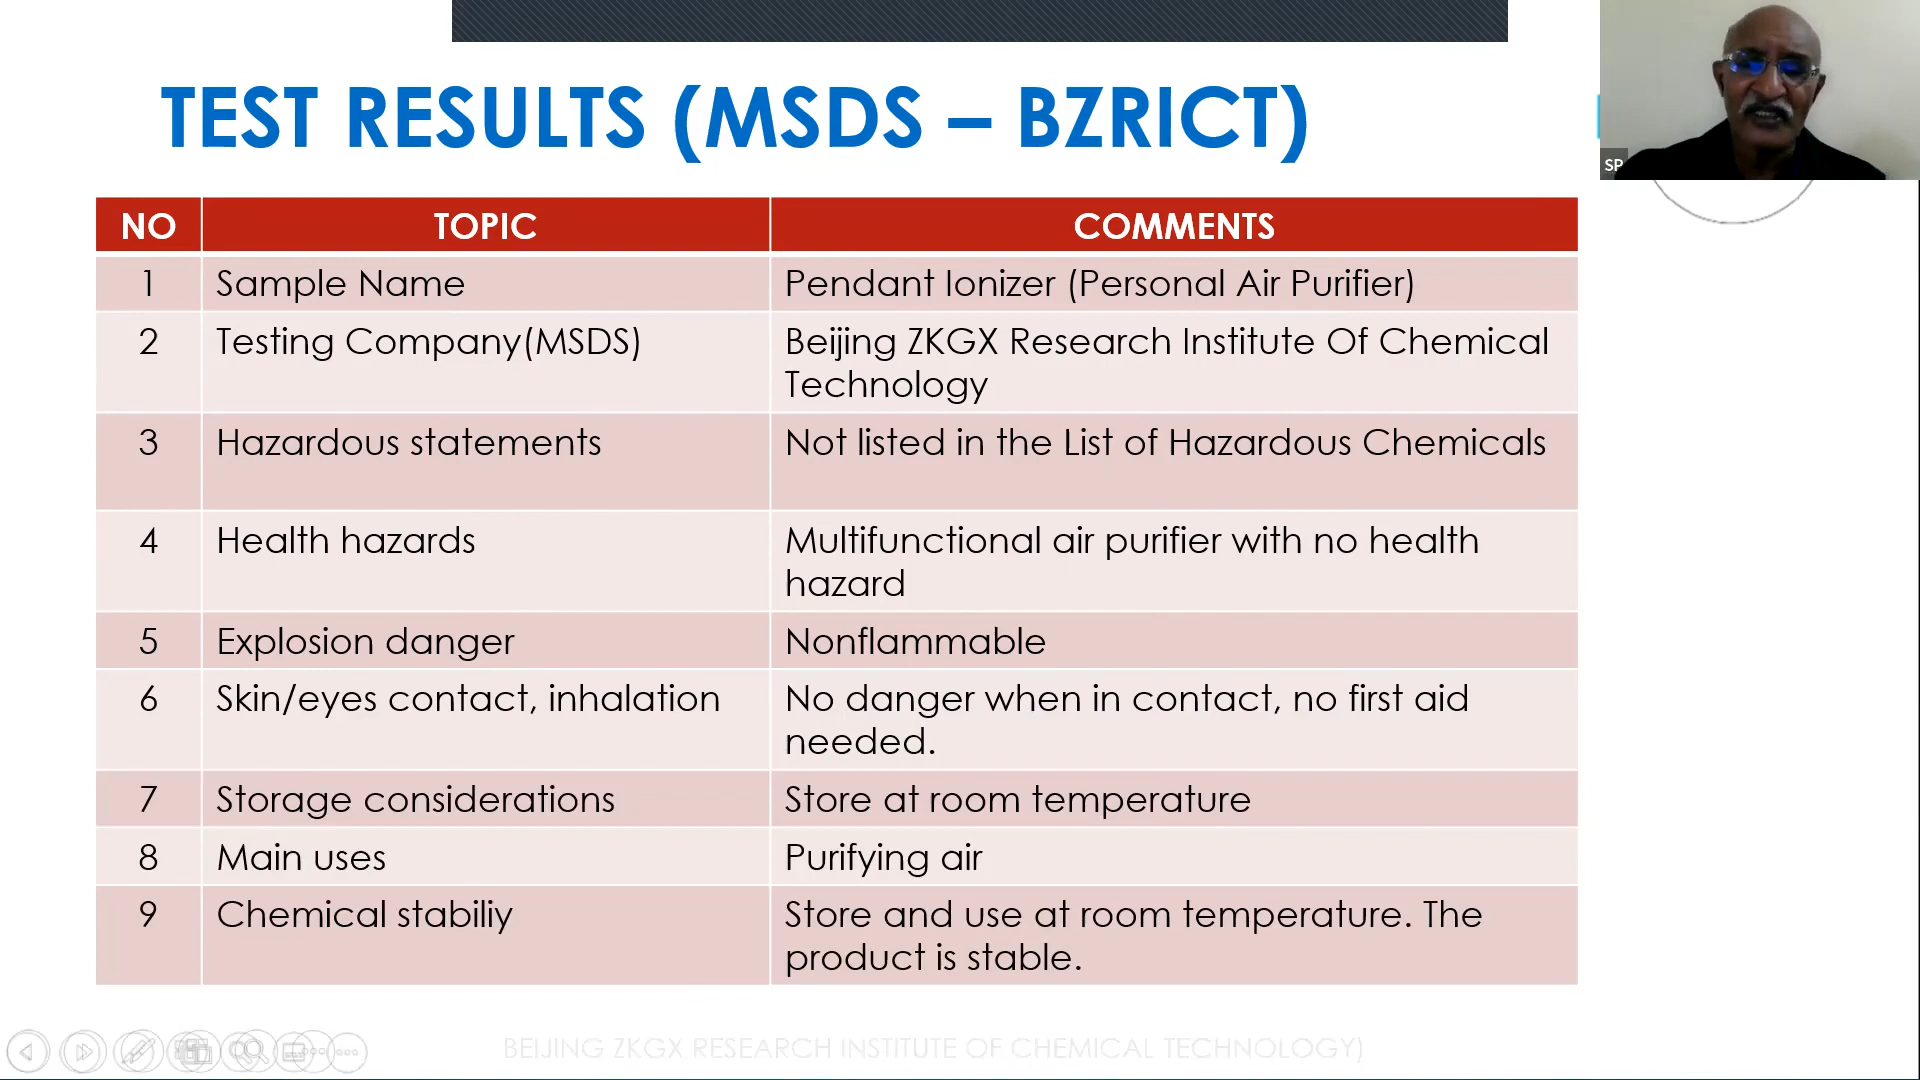 TEST RESULTS (MSDS – BZRICT)
SP
NO TOPIC COMMENTS
1 Sample Name Pendant Ionizer (Personal Air Purifier)
2 Testing Company(MSDS) Beijing ZKGX Research Institute Of Chemical
Technology
3 Hazardous statements Not listed in the List of Hazardous Chemicals
4 Health hazards Multifunctional air purifier with no health
hazard
5 Explosion danger Nonflammable
6 Skin/eyes contact, inhalation No danger when in contact, no first aid
needed.
7 Storage considerations Store at room temperature
8 Main uses Purifying air
9 Chemical stabiliy Store and use at room temperature. The
product is stable.
BEIJING ZKGX RESEARCH INSTITUTE OF CHEMICAL TECHNOLOGY)